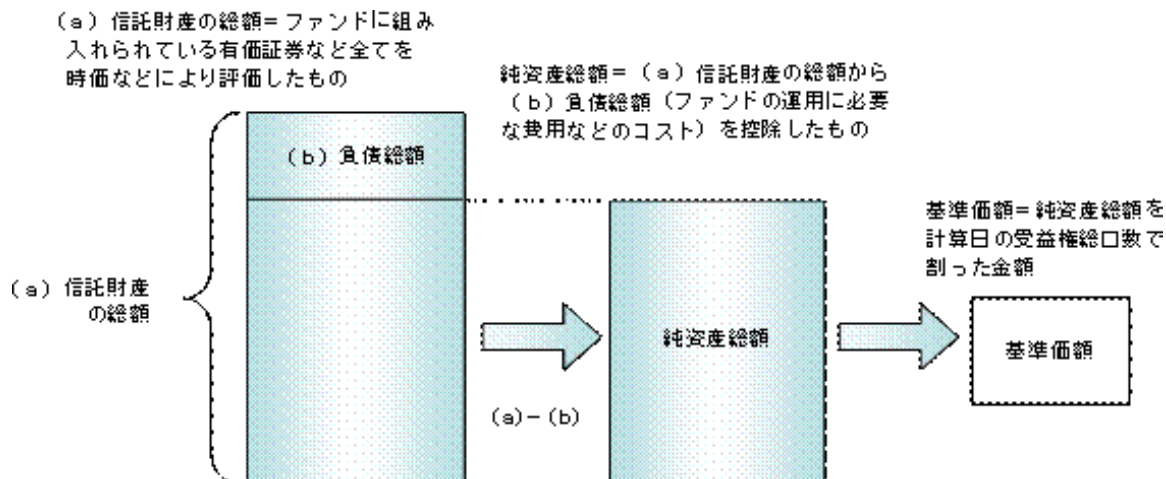 (a)信託財産の総額=ファンドに組み
入れられている有価証券など全てを
時価などにより評価したもの
純資産総額=(a)信託財産の総額から
(b)負債総額(ファンドの運用に必要
な費用などのコスト)を控除したもの
(b)負債総額
基準価額=純資産総額を
計算日の受益権総口数で
割った金額
(a)信託財産
の総額
純資産総額
基準価額
(a)-(b)